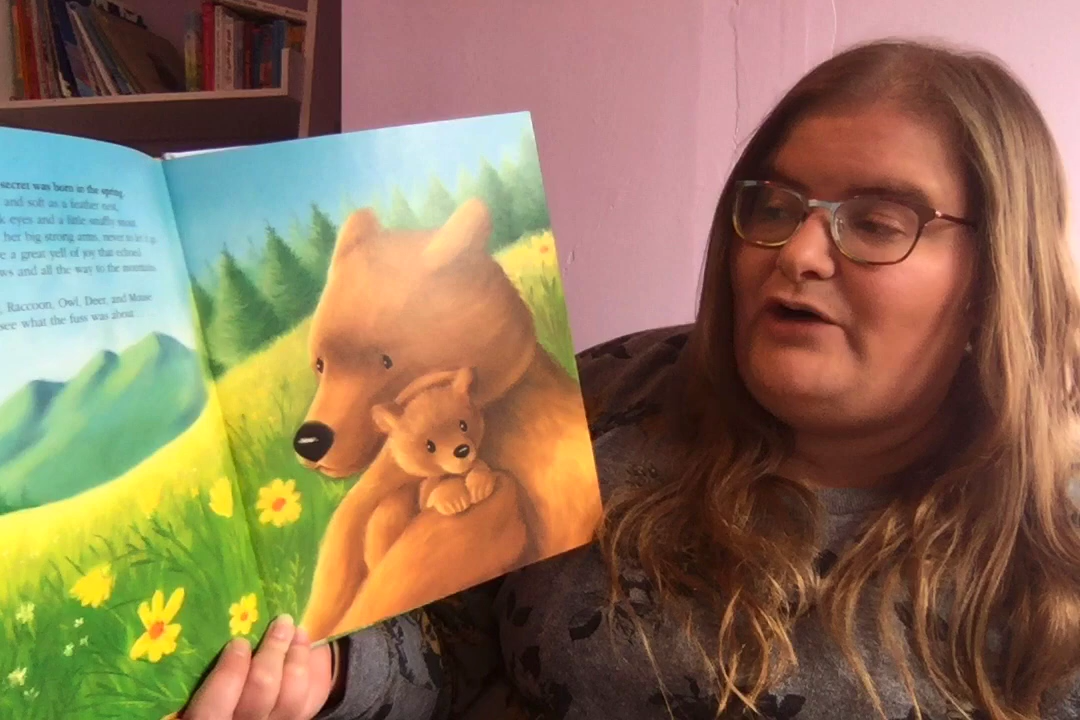 secret was born in the spring,
and soft as a feather nest,
eyes and a little snuffly snout.
her big strong arms, never to let it go.
a great yell of joy that echoed
and all the way to the mountain
Raccoon, Owl, Deer, and Mouse
see what the fuss was about